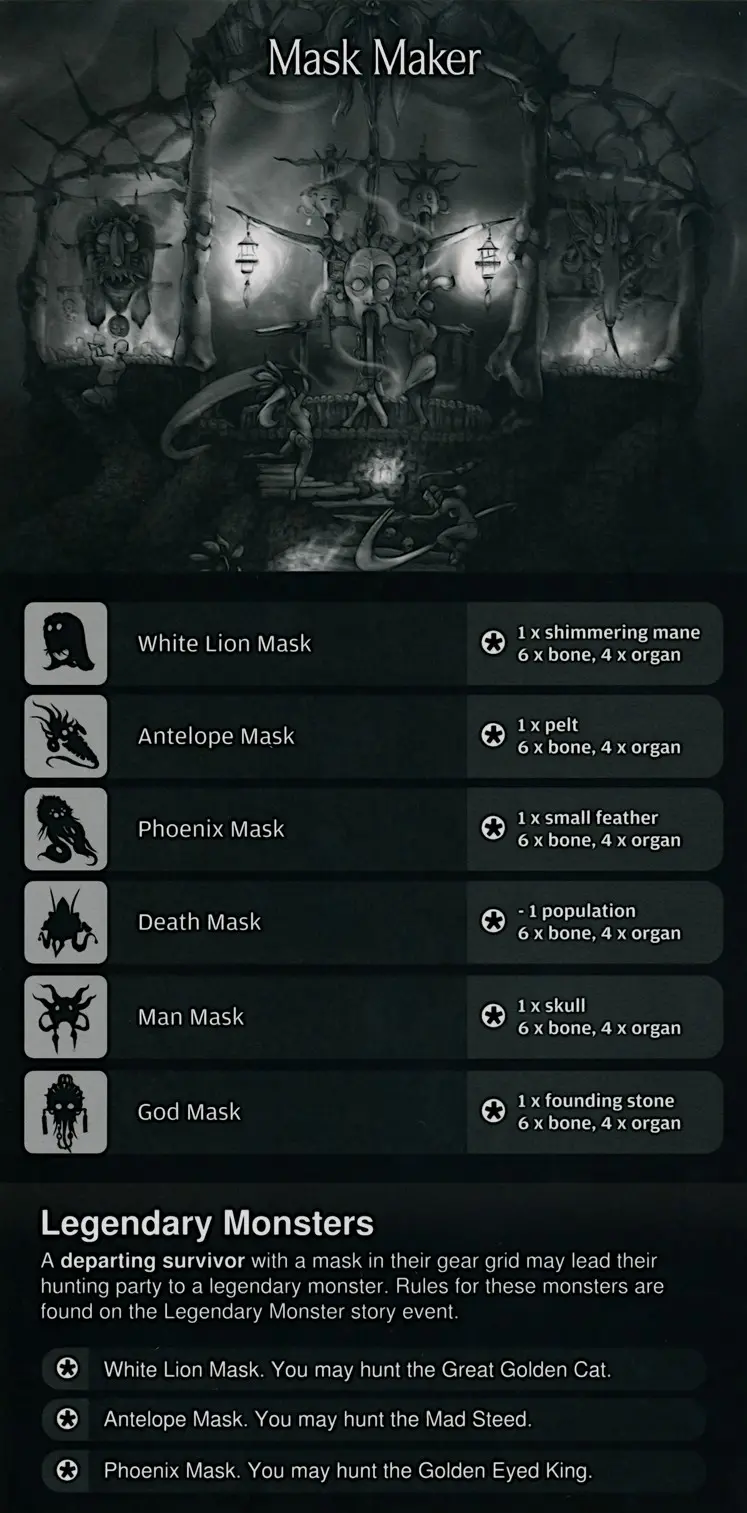 Mask Maker
White Lion Mask
1 x shimmering mane
6 x bone, 4 x organ
Antelope Mask
1 x pelt
6 x bone, 4 x organ
Phoenix Mask
1 x small feather
6 x bone, 4 x organ
Death Mask
- 1 population
6 x bone, 4 x organ
Man Mask
1 x skull
6 x bone, 4 x organ
God Mask
1 x founding stone
6 x bone, 4 x organ
Legendary Monsters
A departing survivor with a mask in their gear grid may lead their
hunting party to a legendary monster. Rules for these monsters are
found on the Legendary Monster story event.
White Lion Mask. You may hunt the Great Golden Cat.
Antelope Mask. You may hunt the Mad Steed.
Phoenix Mask. You may hunt the Golden Eyed King.